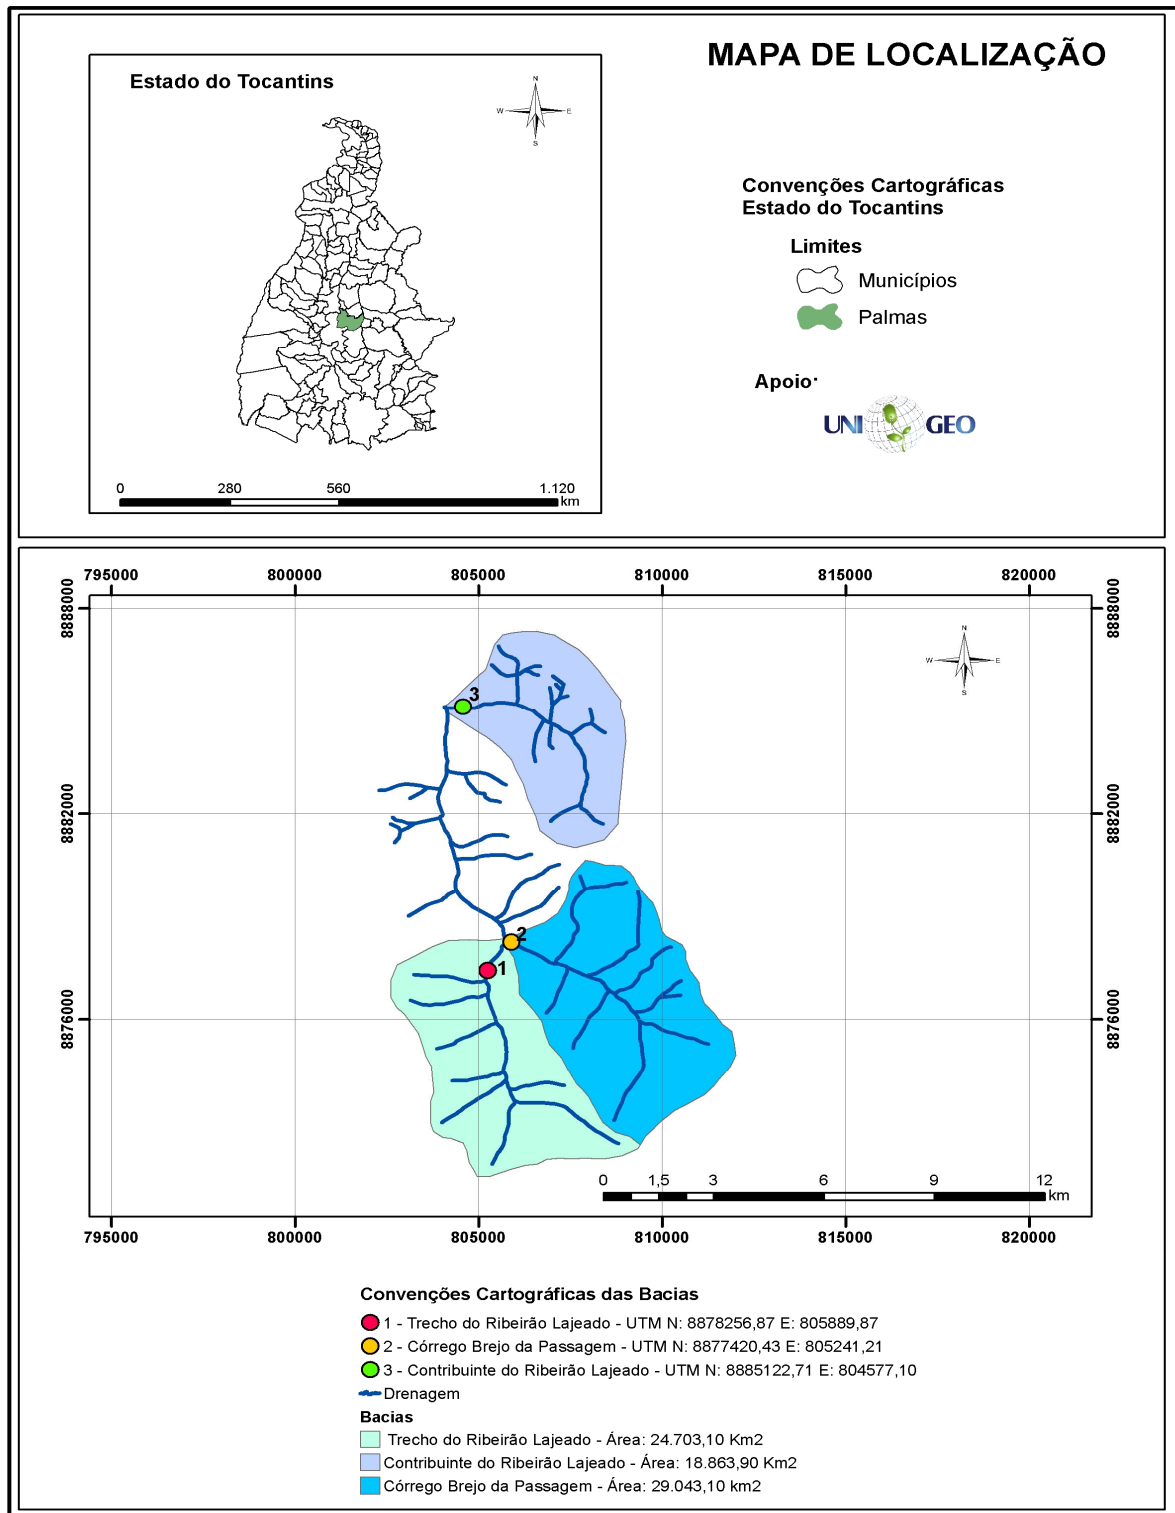 MAPA DE LOCALIZAÇÃO
Estado do Tocantins
N
W E
S
0 280 560 1.120
km
Convenções Cartográficas
Estado do Tocantins
Limites
Municípios
Palmas
Apoio:
UNI GEO
795000 800000 805000 810000 815000 820000
8888000 8888000
N
W E
S
3
8882000 8882000
2
1
8876000 8876000
0 1,5 3 6 9 12
km
795000 800000 805000 810000 815000 820000
Convenções Cartográficas das Bacias
1 - Trecho do Ribeirão Lajeado - UTM N: 8878256,87 E: 805889,87
2 - Córrego Brejo da Passagem - UTM N: 8877420,43 E: 805241,21
3 - Contribuinte do Ribeirão Lajeado - UTM N: 8885122,71 E: 804577,10
Drenagem
Bacias
Trecho do Ribeirão Lajeado - Área: 24.703,10 Km2
Contribuinte do Ribeirão Lajeado - Área: 18.863,90 Km2
Córrego Brejo da Passagem - Área: 29.043,10 km2